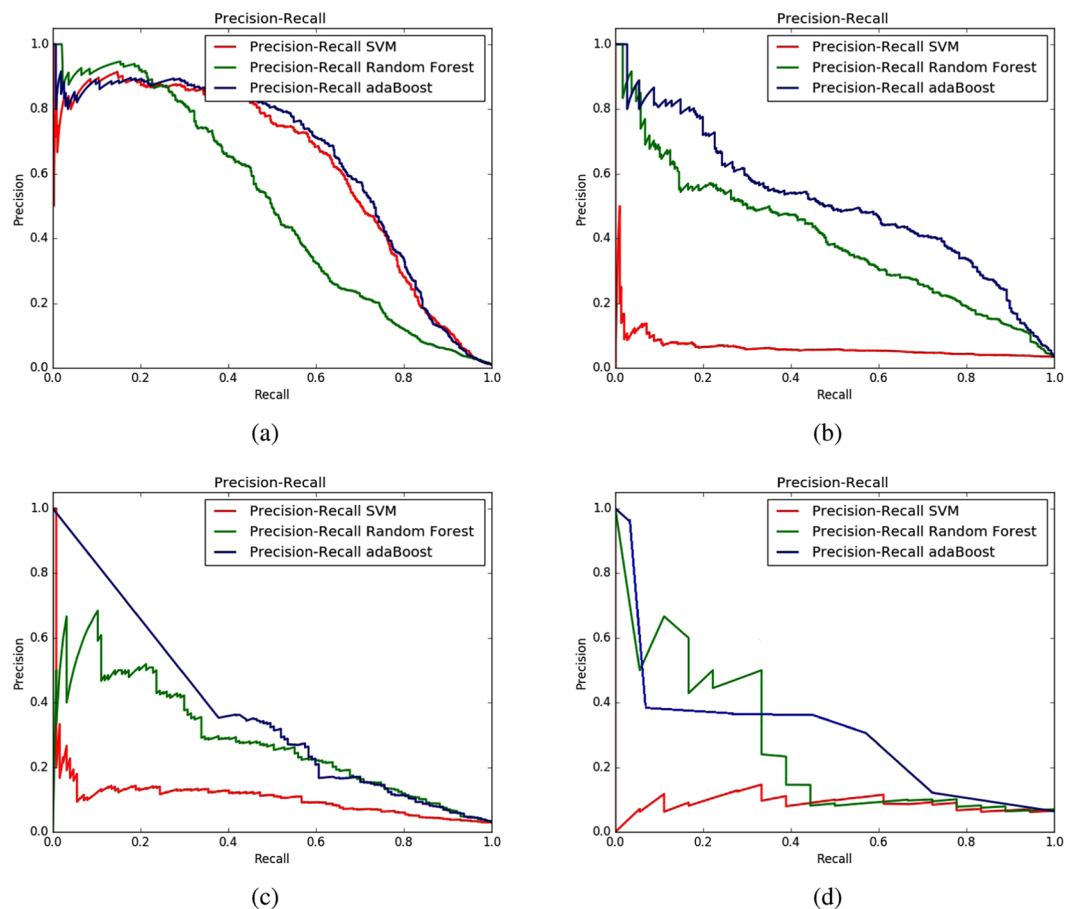 Precision-Recall
Precision-Recall SVM
Precision-Recall Random Forest
Precision-Recall adaBoost
Precision
1.0
0.8
0.6
0.4
0.2
0.0
0.0 0.2 0.4 0.6 0.8 1.0
Recall
(a)
Precision-Recall
Precision-Recall SVM
Precision-Recall Random Forest
Precision-Recall adaBoost
Precision
1.0
0.8
0.6
0.4
0.2
0.0
0.0 0.2 0.4 0.6 0.8 1.0
Recall
(b)
Precision-Recall
Precision-Recall SVM
Precision-Recall Random Forest
Precision-Recall adaBoost
Precision
1.0
0.8
0.6
0.4
0.2
0.0
0.0 0.2 0.4 0.6 0.8 1.0
Recall
(c)
Precision-Recall
Precision-Recall SVM
Precision-Recall Random Forest
Precision-Recall adaBoost
Precision
1.0
0.8
0.6
0.4
0.2
0.0
0.0 0.2 0.4 0.6 0.8 1.0
Recall
(d)